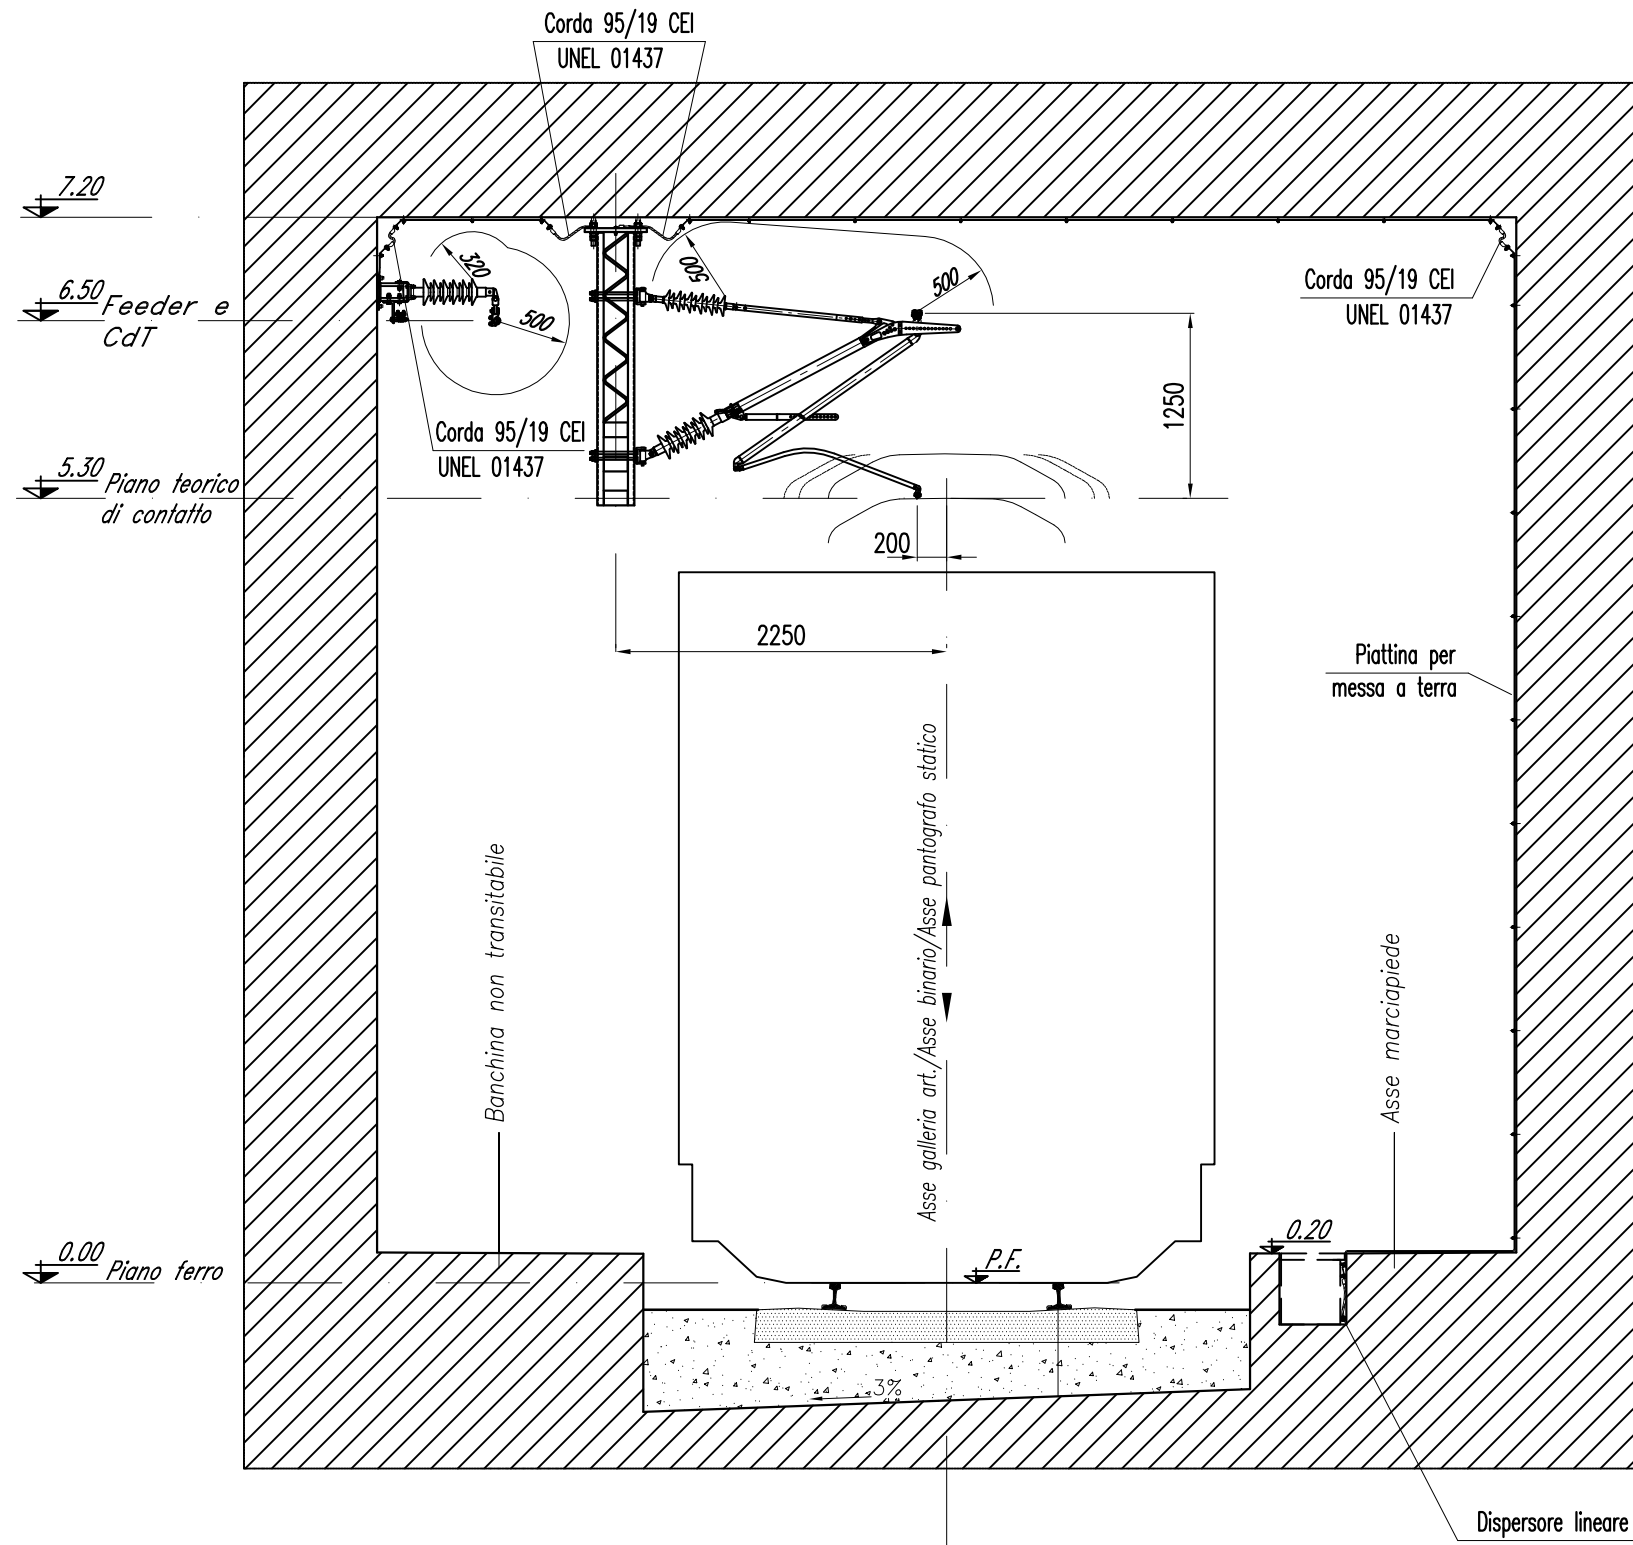 Corda 95/19 CEI
UNEL 01437
7.20
320
500
500
500
6.50
Feeder e
CdT
Corda 95/19 CEI
UNEL 01437
1250
Corda 95/19 CEI
UNEL 01437
5.30
Piano teorico
di contatto
200
2250
Piattina per
messa a terra
Asse galleria art./Asse binario/Asse pantografo statico
Banchina non transitabile
Asse marciapiede
0.00
Piano ferro
P.F.
0.20
3%
Dispersore lineare